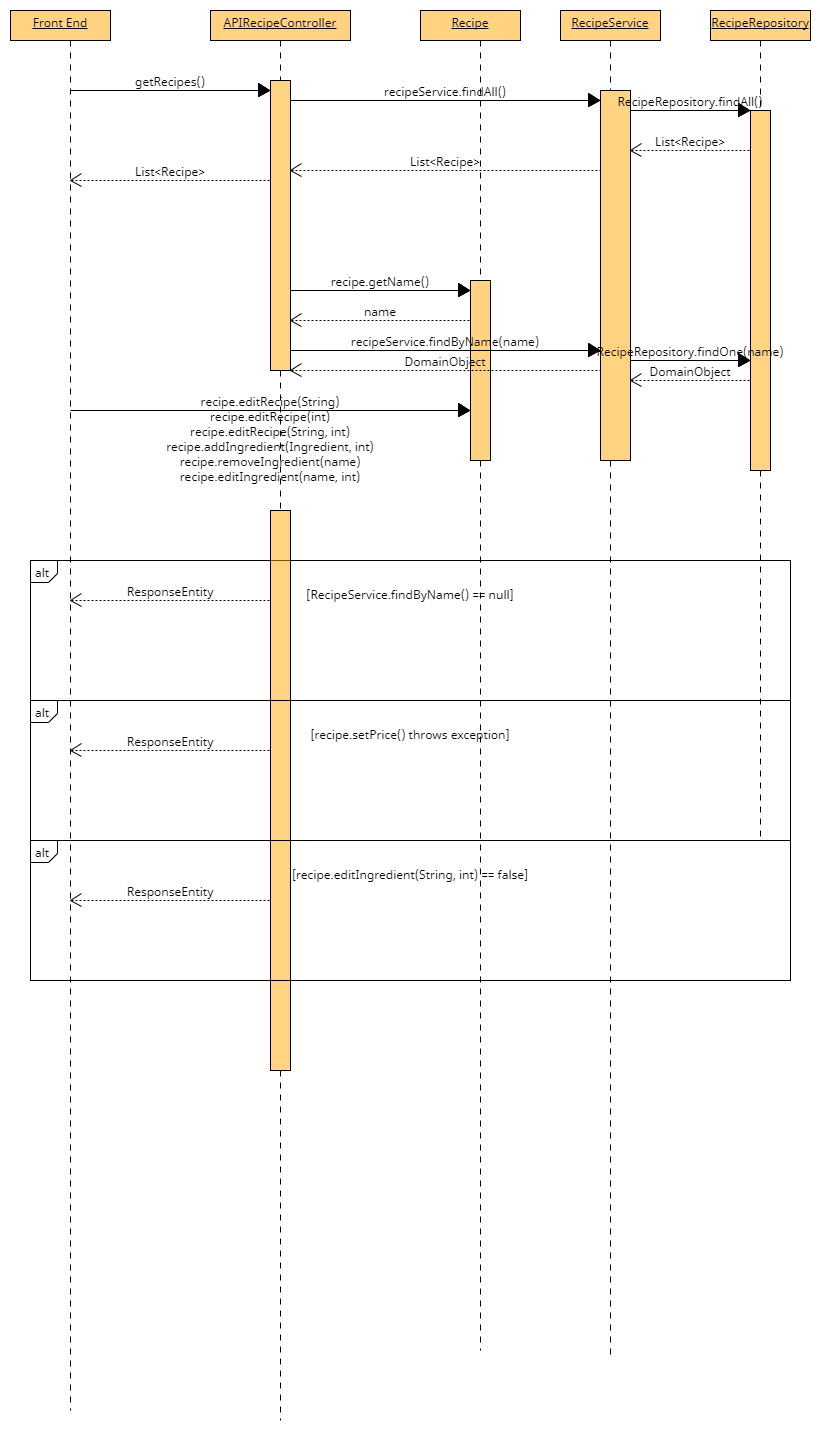 Front End
APIRecipeController
Recipe
RecipeService
RecipeRepository
getRecipes()
recipeService.findAll()
RecipeRepository.findAll()
List<Recipe>
List<Recipe>
List<Recipe>
recipe.getName()
name
recipeService.findByName(name)
RecipeRepository.findOne(name)
DomainObject
DomainObject
recipe.editRecipe(String)
recipe.editRecipe(int)
recipe.editRecipe(String, int)
recipe.addIngredient(Ingredient, int)
recipe.removeIngredient(name)
recipe.editIngredient(name, int)
alt
ResponseEntity
[RecipeService.findByName() == null]
alt
ResponseEntity
[recipe.setPrice() throws exception]
alt
ResponseEntity
[recipe.editIngredient(String, int) == false]